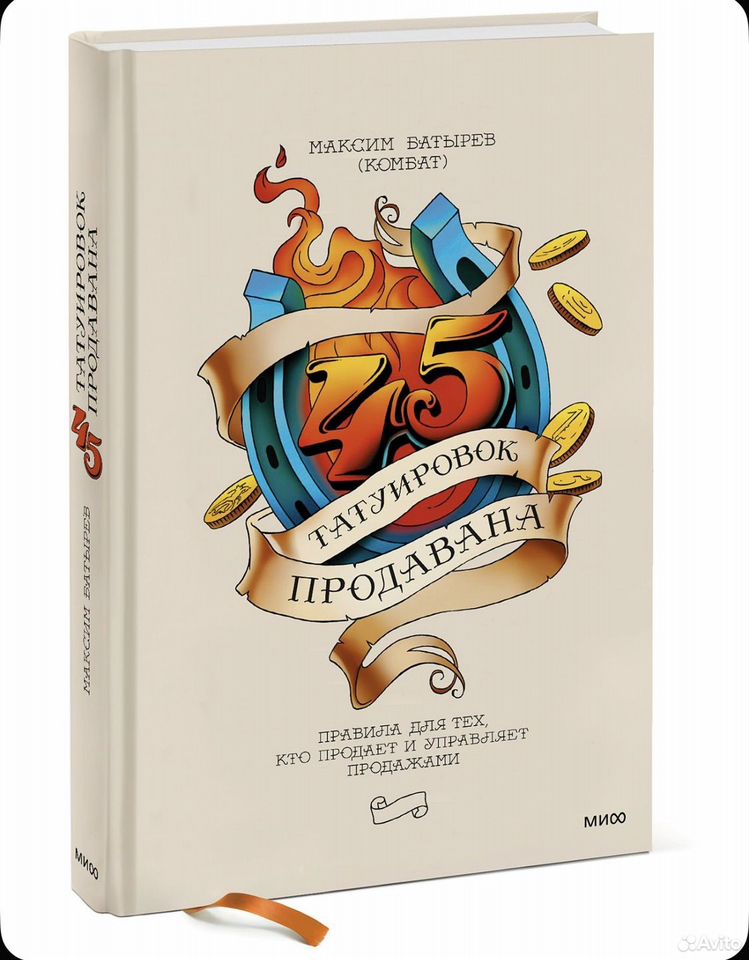 МАКСИМ БАТЫРЕВ
(КОМБАТ)
45
ТАТУИРОВОК
ПРОДАВАНА
ПРАВИЛА ДЛЯ ТЕХ,
КТО ПРОДАЕТ И УПРАВЛЯЕТ
ПРОДАЖАМИ
МИФ
МАКСИМ БАТЫРЕВ
45 ТАТУИРОВОК
ПРОДАВАНА
МИФ
Avito